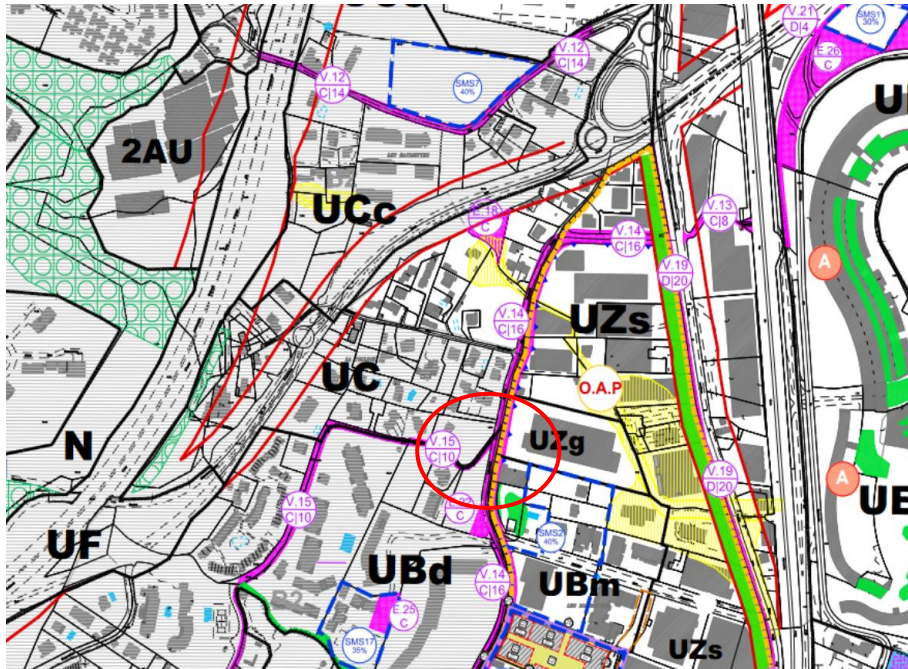 V.21
D|4
SMS11
30%
E.26
C
V.12
C|14
V.12
C|14
SMS7
40%
2AU
UCc
E.18
C
V.14
C|16
V.13
C|8
V.19
D|20
A
V.14
C|16
UZs
UC
O.A.P
V.15
C|10
UZg
N
V.19
D|20
A
V.15
C|10
C
SMS2
40%
UF
UBd
V.14
C|16
UBm
E.25
C
SMS17
35%
UZs